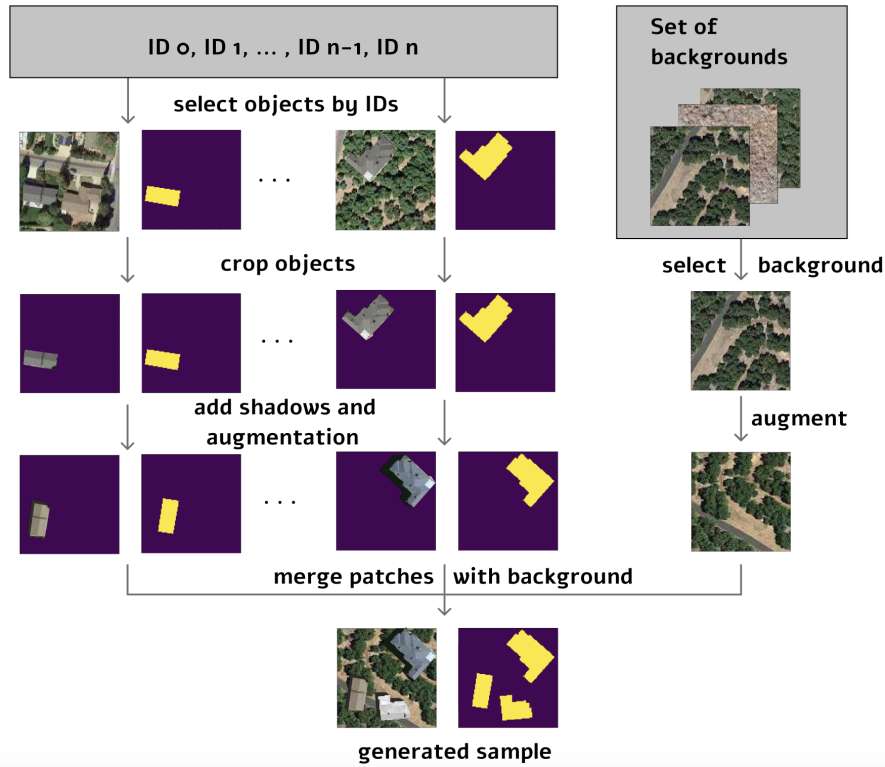 ID 0, ID 1, ... , ID n-1, ID n
Set of
backgrounds
select objects by IDs
. . .
crop objects
select background
. . .
add shadows and
augmentation
augment
. . .
merge patches with background
generated sample